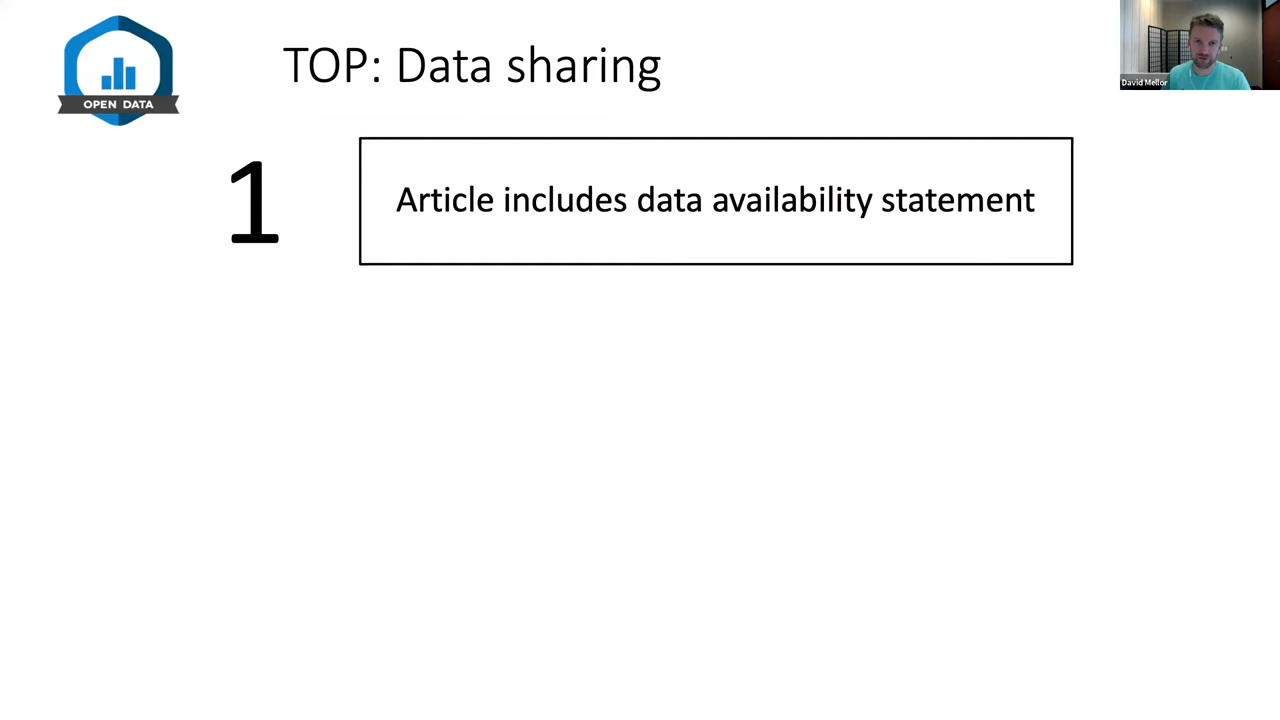 TOP: Data sharing
OPEN DATA
David Mellor
1
Article includes data availability statement